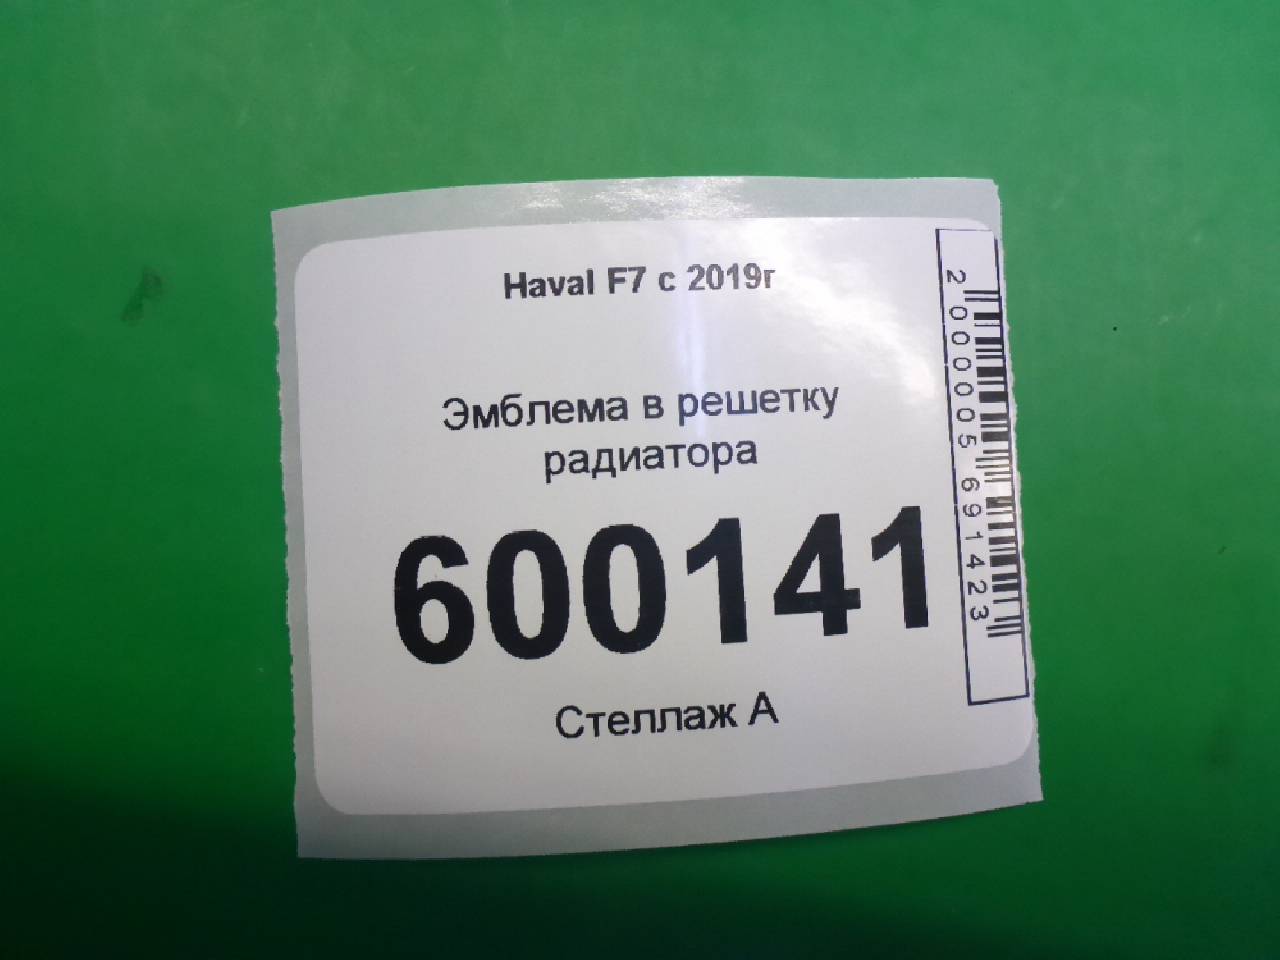 Haval F7 с 2019г
Эмблема в решетку
радиатора
600141
Стеллаж А
2000005691423